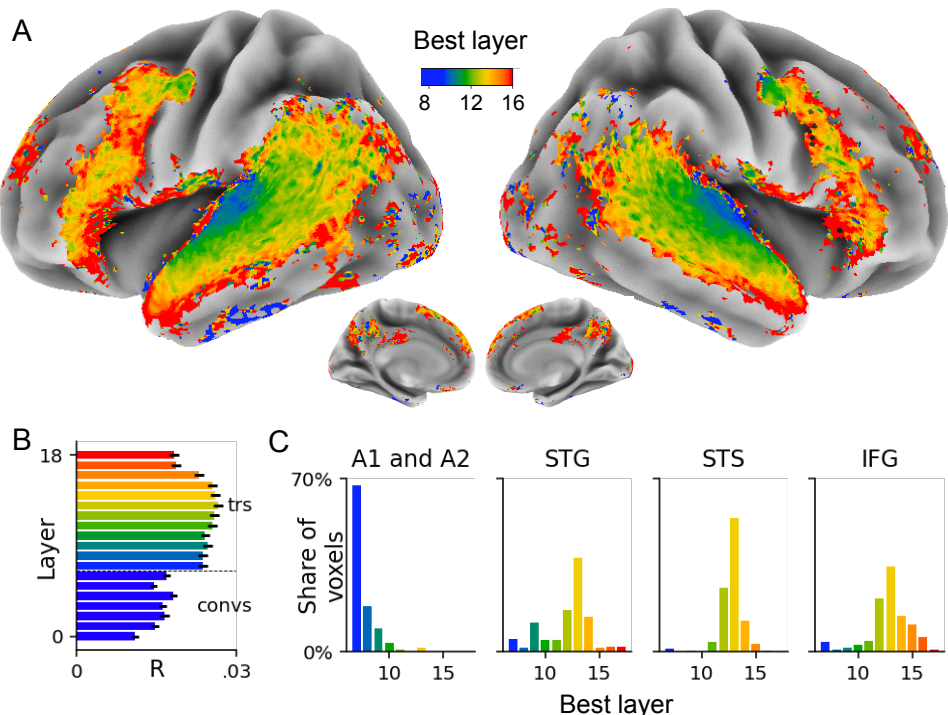 A
Best layer
8 12 16
B
18
trs
Layer
convs
0
0 R .03
C
A1 and A2 STG STS IFG
70%
Share of
voxels
0%
10 15 10 15 10 15 10 15
Best layer